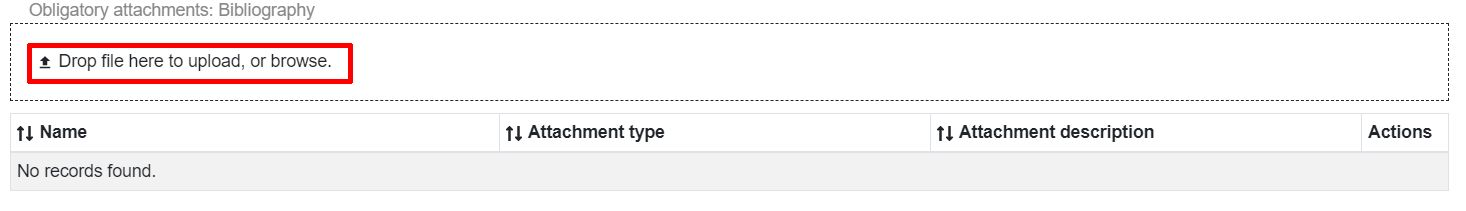 Obligatory attachments: Bibliography
Drop file here to upload, or browse.
Name Attachment type Attachment description Actions
No records found.